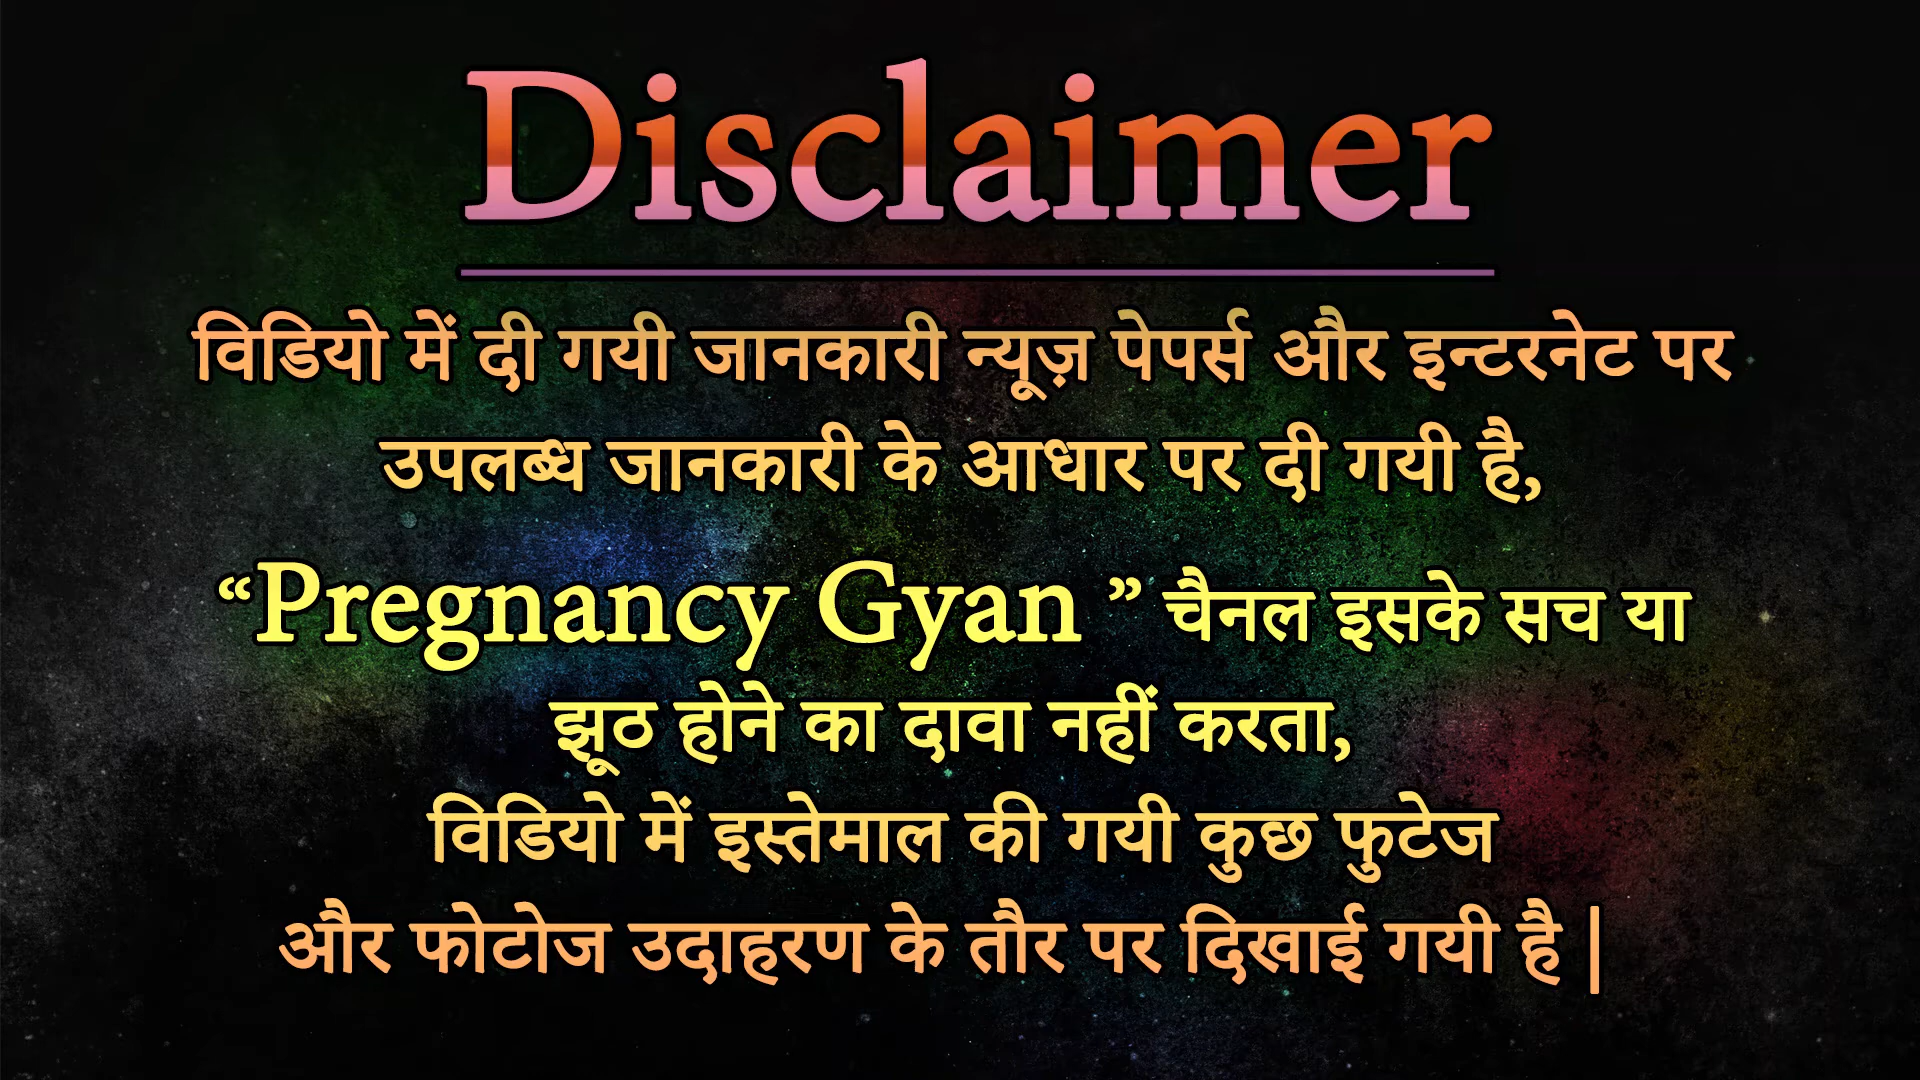 Disclaimer
विडियो में दी गयी जानकारी न्यूज़ पेपर्स और इन्टरनेट पर
उपलब्ध जानकारी के आधार पर दी गयी है,
“Pregnancy Gyan ” चैनल इसके सच या
झूठ होने का दावा नहीं करता,
विडियो में इस्तेमाल की गयी कुछ फुटेज
और फोटोज उदाहरण के तौर पर दिखाई गयी है |